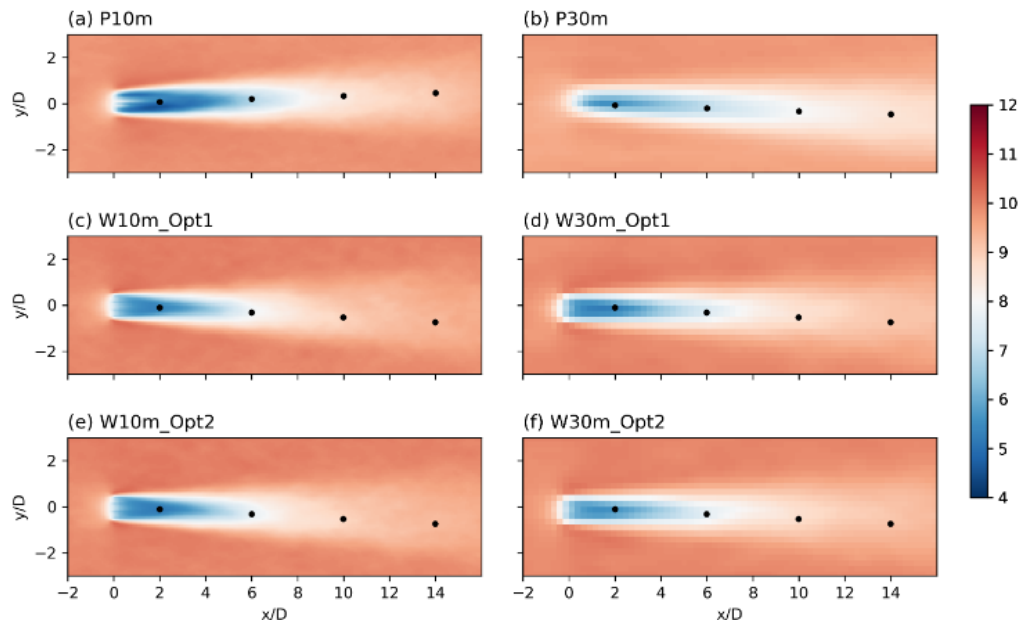 (a) P10m
(b) P30m
y/D
2
0
−2
(c) W10m_Opt1
(d) W30m_Opt1
y/D
2
0
−2
(e) W10m_Opt2
(f) W30m_Opt2
y/D
2
0
−2
−2 0 2 4 6 8 10 12 14
−2 0 2 4 6 8 10 12 14
x/D
x/D
12
11
10
9
8
7
6
5
4